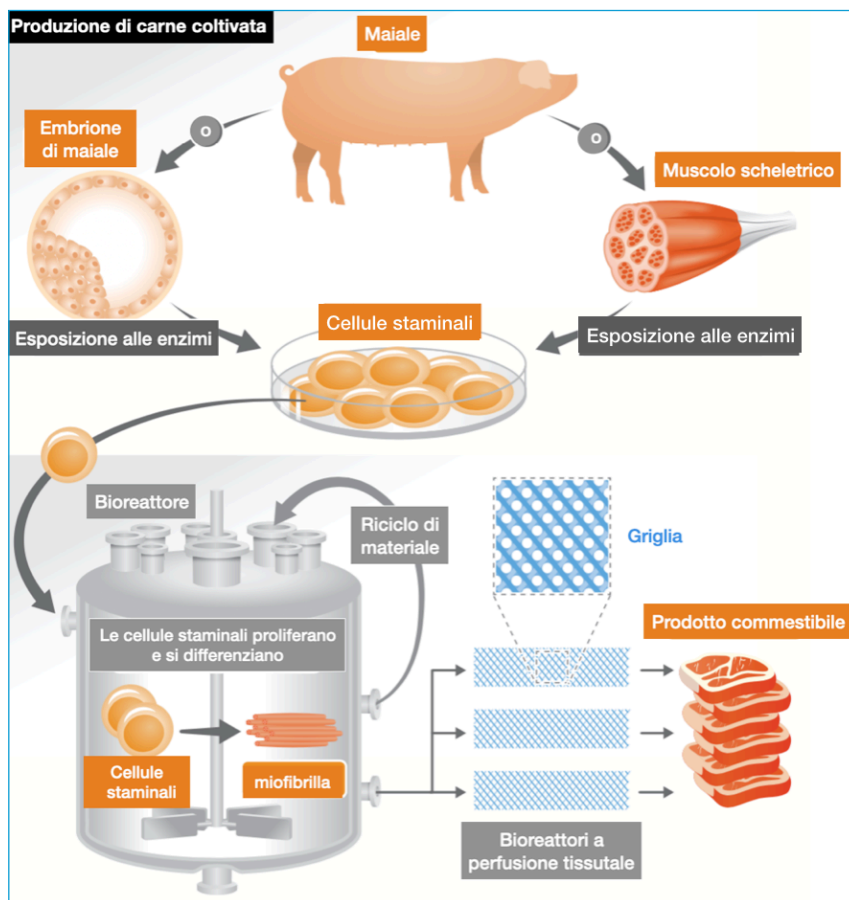 Produzione di carne coltivata
Maiale
Embrione
di maiale
O
O
Muscolo scheletrico
Esposizione alle enzimi
Cellule staminali
Esposizione alle enzimi
Bioreattore
Riciclo di
materiale
Griglia
Le cellule staminali proliferano
e si differenziano
Prodotto commestibile
Cellule
staminali
miofibrilla
Bioreattori a
perfusione tissutale